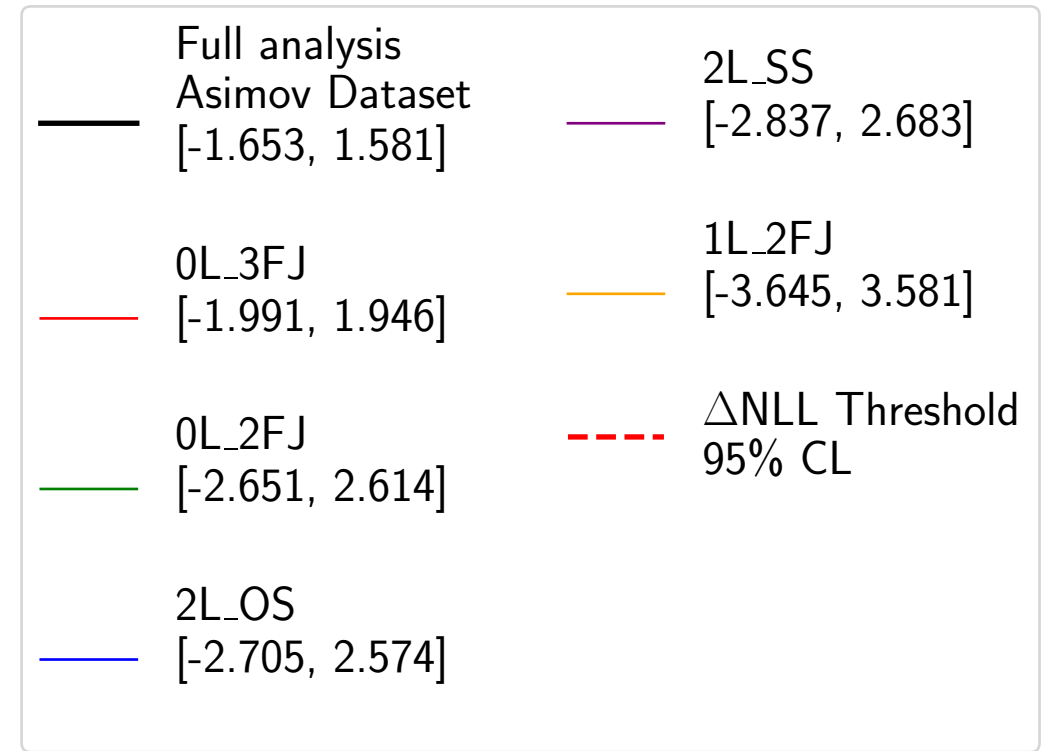 Full analysis
Asimov Dataset
[-1.653, 1.581]
0L_3FJ
[-1.991, 1.946]
0L_2FJ
[-2.651, 2.614]
2L_OS
[-2.705, 2.574]
2L_SS
[-2.837, 2.683]
1L_2FJ
[-3.645, 3.581]
ΔNLL Threshold
95% CL